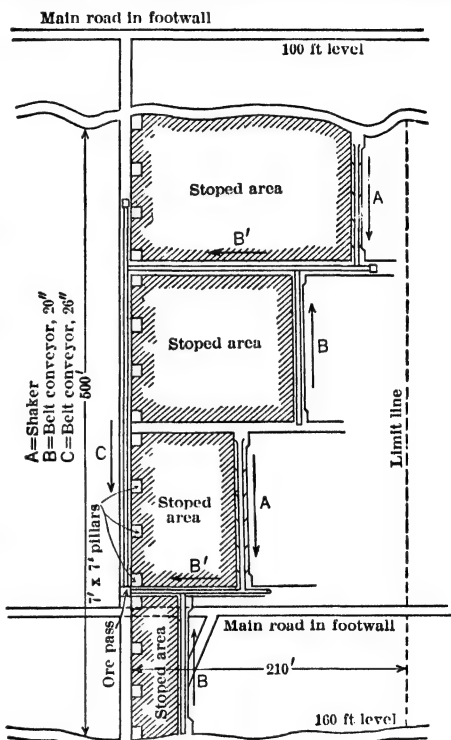 Main road in footwall
100 ft level
Stoped area
A
B'
A=Shaker
B=Belt conveyor, 20"
C=Belt conveyor, 26"
500'
Stoped area
B
Limit line
C
Stoped
area
A
7' x 7' pillars
B'
Ore pass
Stoped area
Main road in footwall
210'
B
160 ft level